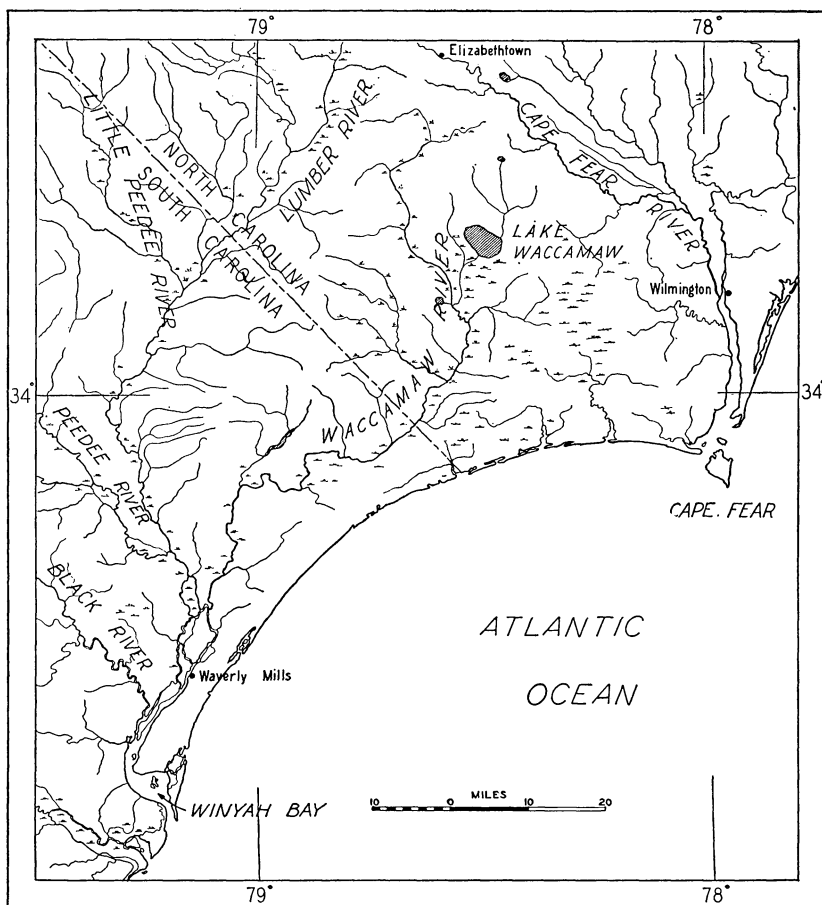 79°
78°
Elizabethtown
CAPE FEAR RIVER
LITTLE PEEDEE RIVER
NORTH CAROLINA
SOUTH CAROLINA
LUMBER RIVER
LAKE
WACCAMAW
Wilmington
WACCAMAW RIVER
34°
34°
PEEDEE RIVER
CAPE. FEAR
BLACK RIVER
ATLANTIC
OCEAN
Waverly Mills
MILES
10 0 10 20
WINYAH BAY
79°
78°